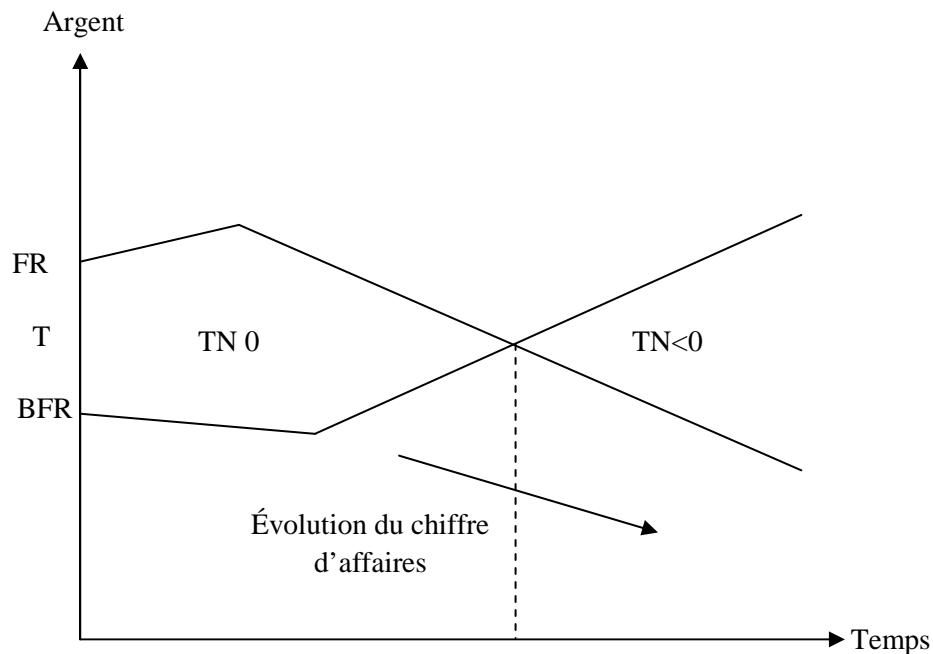 Argent
FR
T
TN 0
TN<0
BFR
Évolution du chiffre
d’affaires
Temps